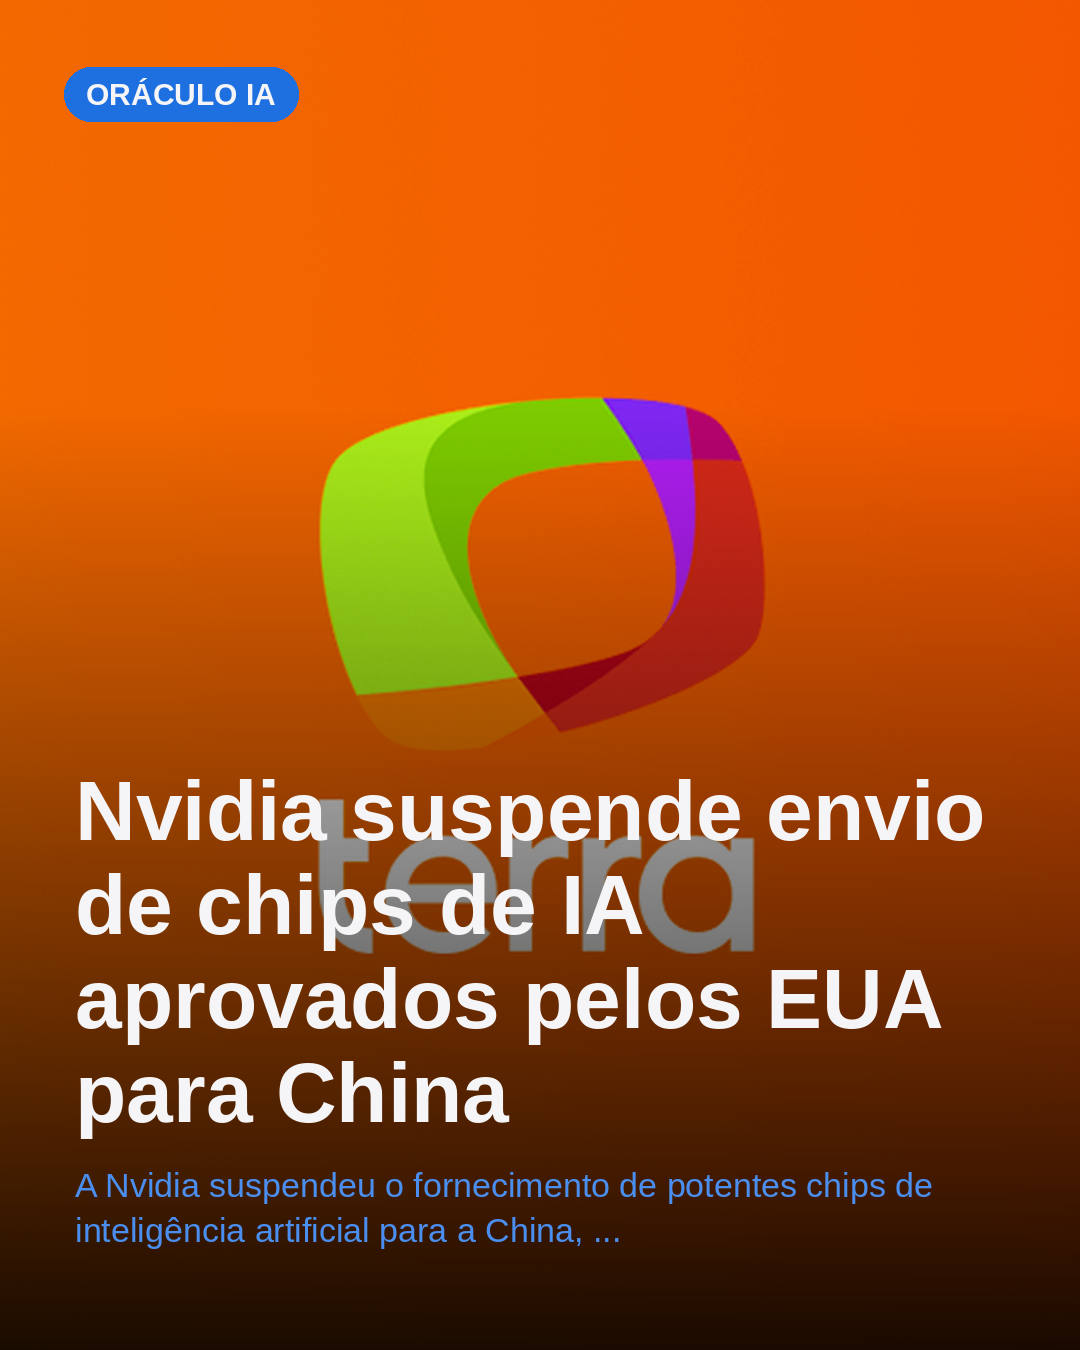 ORÁCULO IA
Nvidia suspende envio
terra
de chips de IA
aprovados pelos EUA
para China
A Nvidia suspendeu o fornecimento de potentes chips de
inteligência artificial para a China, ...